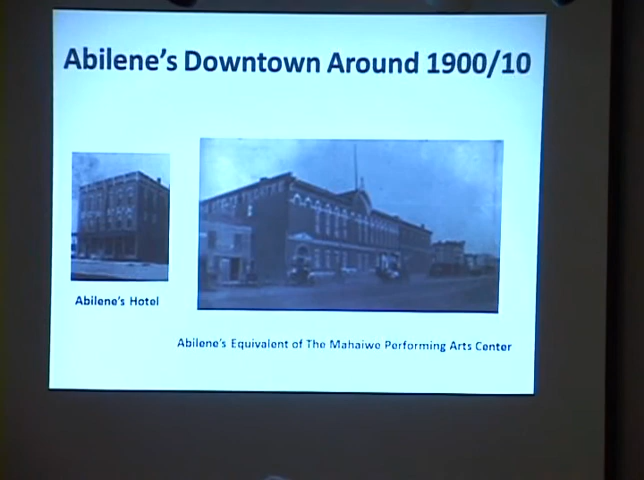 Abilene's Downtown Around 1900/10
Abilene's Hotel
Abilene's Equivalent of The Mahaiwe Performing Arts Center